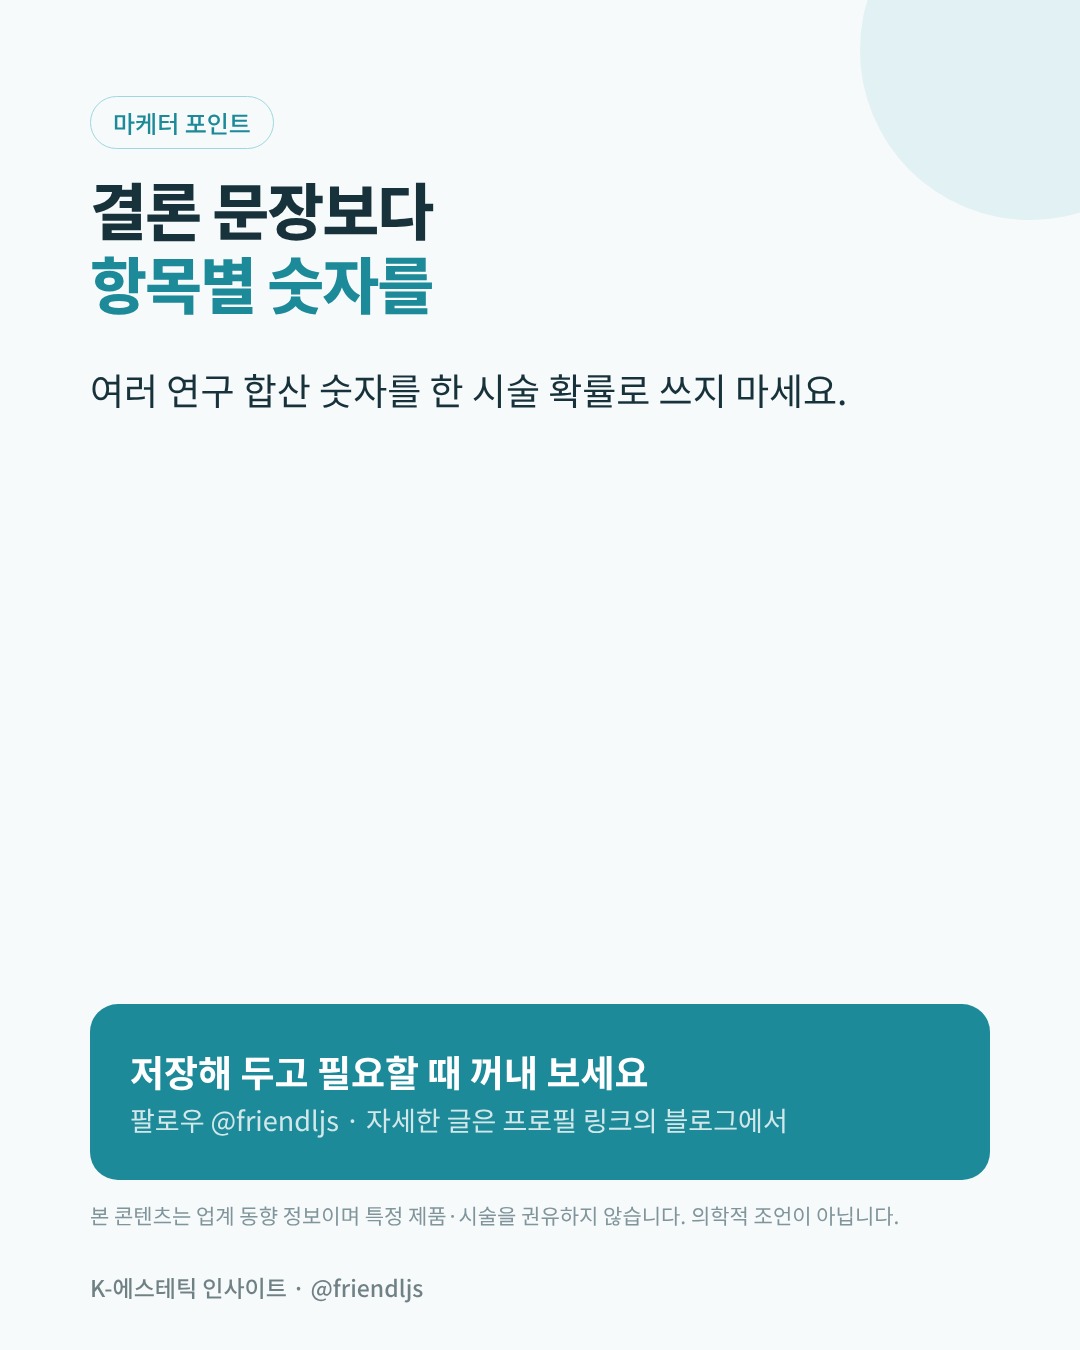 마케터 포인트
결론 문장보다
항목별 숫자를
여러 연구 합산 숫자를 한 시술 확률로 쓰지 마세요.
저장해 두고 필요할 때 꺼내 보세요
팔로우 @friendljs · 자세한 글은 프로필 링크의 블로그에서
본 콘텐츠는 업계 동향 정보이며 특정 제품·시술을 권유하지 않습니다. 의학적 조언이 아닙니다.
K-에스테틱 인사이트 · @friendljs